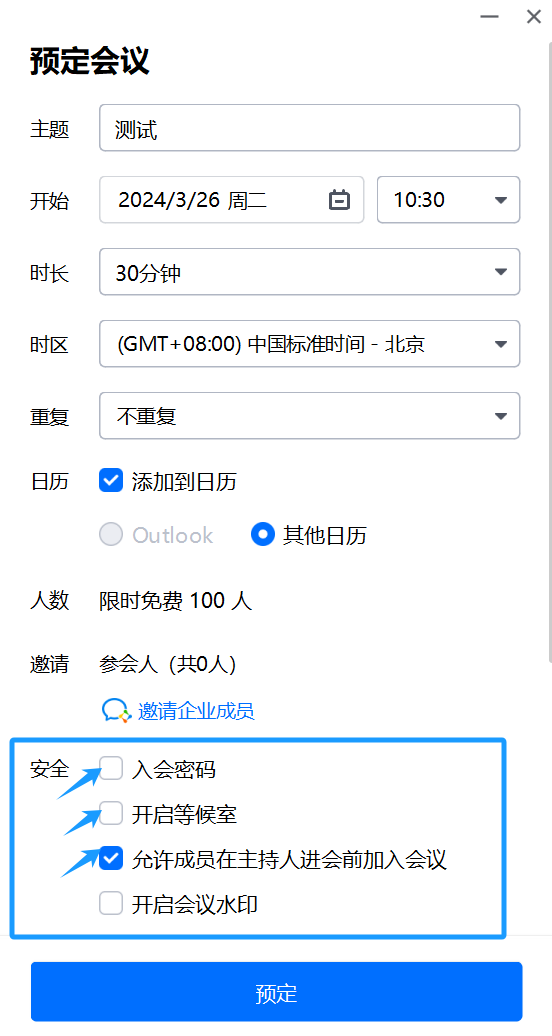 预定会议
主题 测试
开始 2024/3/26 周二 10:30
时长 30分钟
时区 (GMT+08:00) 中国标准时间 - 北京
重复 不重复
日历 添加到日历
Outlook 其他日历
人数 限时免费 100 人
邀请 参会人（共0人）
邀请企业成员
安全 入会密码
开启等候室
允许成员在主持人进会前加入会议
开启会议水印
预定